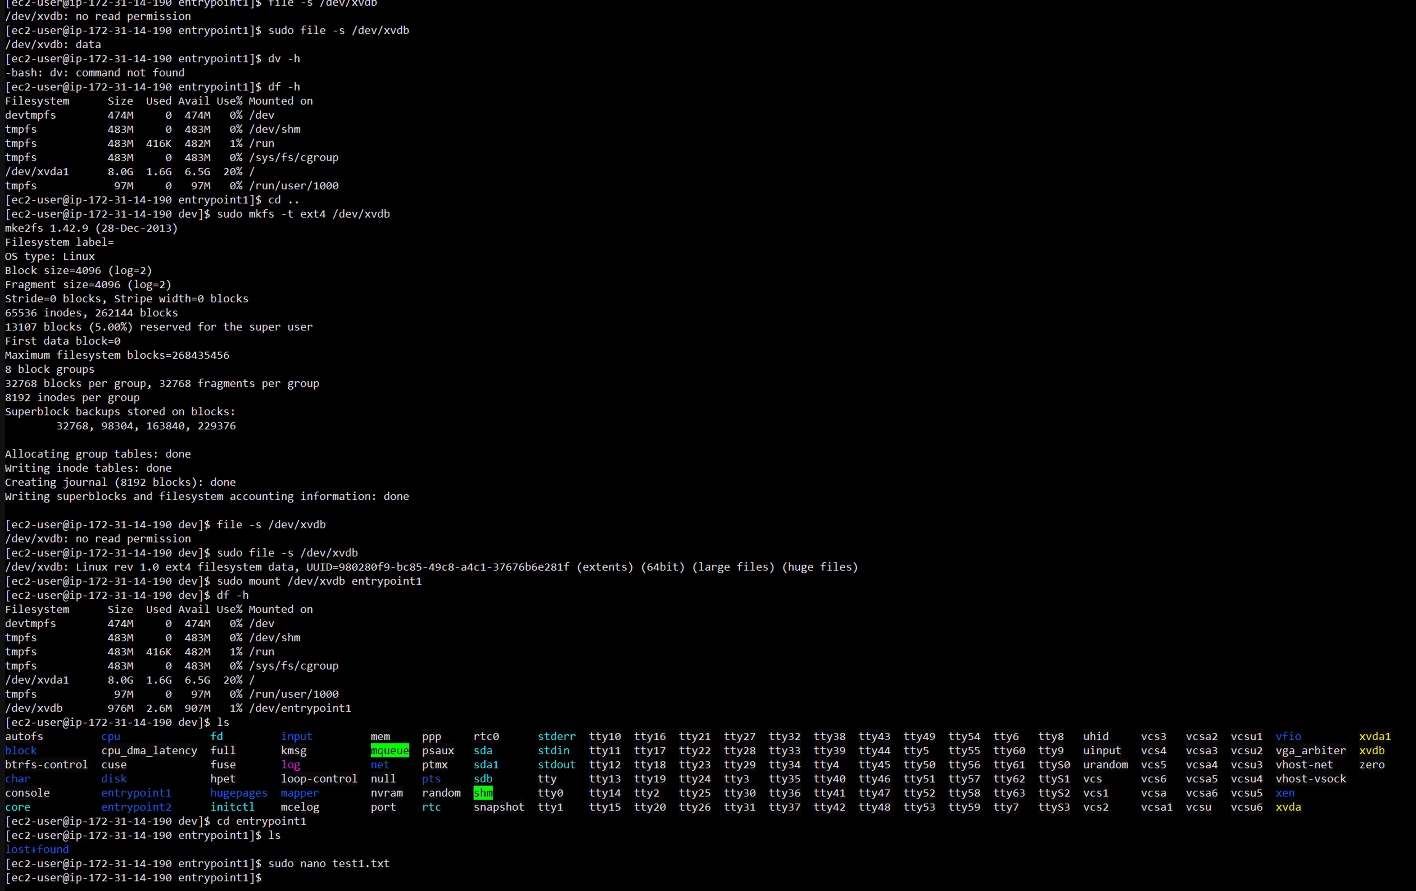 [ec2-user@ip-172-31-14-190 entrypoint1]$ file -s /dev/xvdb
/dev/xvdb: no read permission
[ec2-user@ip-172-31-14-190 entrypoint1]$ sudo file -s /dev/xvdb
/dev/xvdb: data
[ec2-user@ip-172-31-14-190 entrypoint1]$ dv -h
-bash: dv: command not found
[ec2-user@ip-172-31-14-190 entrypoint1]$ df -h
Filesystem      Size  Used Avail Use% Mounted on
devtmpfs        474M     0  474M   0% /dev
tmpfs           483M     0  483M   0% /dev/shm
tmpfs           483M  416K  482M   1% /run
tmpfs           483M     0  483M   0% /sys/fs/cgroup
/dev/xvda1      8.0G  1.6G  6.5G  20% /
tmpfs            97M     0   97M   0% /run/user/1000
[ec2-user@ip-172-31-14-190 entrypoint1]$ cd ..
[ec2-user@ip-172-31-14-190 dev]$ sudo mkfs -t ext4 /dev/xvdb
mke2fs 1.42.9 (28-Dec-2013)
Filesystem label=
OS type: Linux
Block size=4096 (log=2)
Fragment size=4096 (log=2)
Stride=0 blocks, Stripe width=0 blocks
65536 inodes, 262144 blocks
13107 blocks (5.00%) reserved for the super user
First data block=0
Maximum filesystem blocks=268435456
8 block groups
32768 blocks per group, 32768 fragments per group
8192 inodes per group
Superblock backups stored on blocks:
        32768, 98304, 163840, 229376
Allocating group tables: done
Writing inode tables: done
Creating journal (8192 blocks): done
Writing superblocks and filesystem accounting information: done
[ec2-user@ip-172-31-14-190 dev]$ file -s /dev/xvdb
/dev/xvdb: no read permission
[ec2-user@ip-172-31-14-190 dev]$ sudo file -s /dev/xvdb
/dev/xvdb: Linux rev 1.0 ext4 filesystem data, UUID=980280f9-bc85-49c8-a4c1-37676b6e281f (extents) (64bit) (large files) (huge files)
[ec2-user@ip-172-31-14-190 dev]$ sudo mount /dev/xvdb entrypoint1
[ec2-user@ip-172-31-14-190 dev]$ df -h
Filesystem      Size  Used Avail Use% Mounted on
devtmpfs        474M     0  474M   0% /dev
tmpfs           483M     0  483M   0% /dev/shm
tmpfs           483M  416K  482M   1% /run
tmpfs           483M     0  483M   0% /sys/fs/cgroup
/dev/xvda1      8.0G  1.6G  6.5G  20% /
tmpfs            97M     0   97M   0% /run/user/1000
/dev/xvdb       976M  2.6M  907M   1% /dev/entrypoint1
[ec2-user@ip-172-31-14-190 dev]$ ls
autofs cpu fd input mem ppp rtc0 stderr tty10 tty16 tty21 tty27 tty32 tty38 tty43 tty49 tty54 tty6 tty8 uhid vcs3 vcsa2 vcsu1 vfio xvda1
block cpu_dma_latency full kmsg mqueue psaux sda stdin tty11 tty17 tty22 tty28 tty33 tty39 tty44 tty5 tty55 tty60 tty9 uinput vcs4 vcsa3 vcsu2 vga_arbiter xvdb
btrfs-control cuse fuse log net ptmx sda1 stdout tty12 tty18 tty23 tty29 tty34 tty4 tty45 tty50 tty56 tty61 ttyS0 urandom vcs5 vcsa4 vcsu3 vhost-net zero
char disk hpet loop-control null pts sdb tty tty13 tty19 tty24 tty3 tty35 tty40 tty46 tty51 tty57 tty62 ttyS1 vcs vcs6 vcsa5 vcsu4 vhost-vsock
console entrypoint1 hugepages mapper nvram random shm tty0 tty14 tty2 tty25 tty30 tty36 tty41 tty47 tty52 tty58 tty63 ttyS2 vcs1 vcsa vcsa6 vcsu5 xen
core entrypoint2 initctl mcelog port rtc snapshot tty1 tty15 tty20 tty26 tty31 tty37 tty42 tty48 tty53 tty59 tty7 ttyS3 vcs2 vcsa1 vcsu vcsu6 xvda
[ec2-user@ip-172-31-14-190 dev]$ cd entrypoint1
[ec2-user@ip-172-31-14-190 entrypoint1]$ ls
lost+found
[ec2-user@ip-172-31-14-190 entrypoint1]$ sudo nano test1.txt
[ec2-user@ip-172-31-14-190 entrypoint1]$